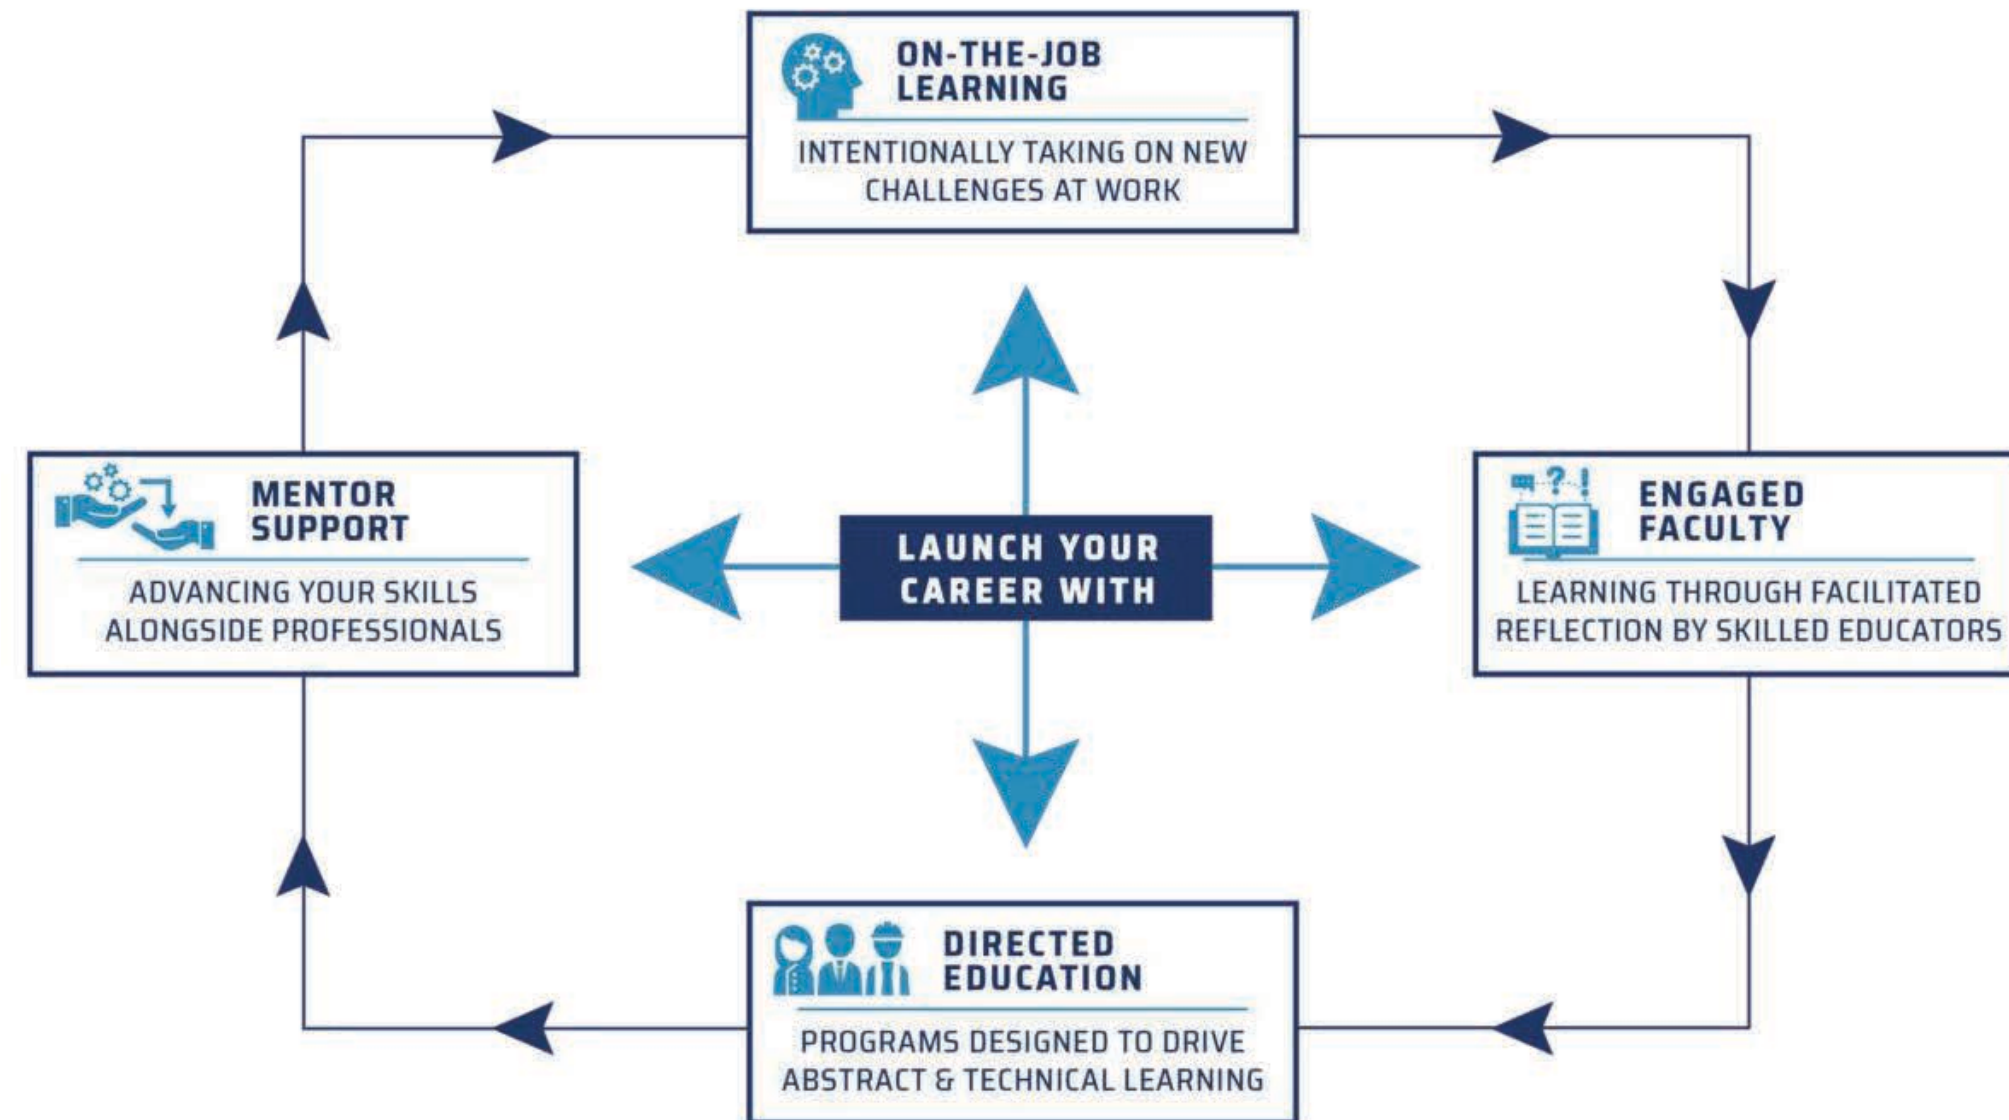 ON-THE-JOB
LEARNING
INTENTIONALLY TAKING ON NEW
CHALLENGES AT WORK
MENTOR
SUPPORT
ADVANCING YOUR SKILLS
ALONGSIDE PROFESSIONALS
LAUNCH YOUR
CAREER WITH
? !
ENGAGED
FACULTY
LEARNING THROUGH FACILITATED
REFLECTION BY SKILLED EDUCATORS
DIRECTED
EDUCATION
PROGRAMS DESIGNED TO DRIVE
ABSTRACT & TECHNICAL LEARNING